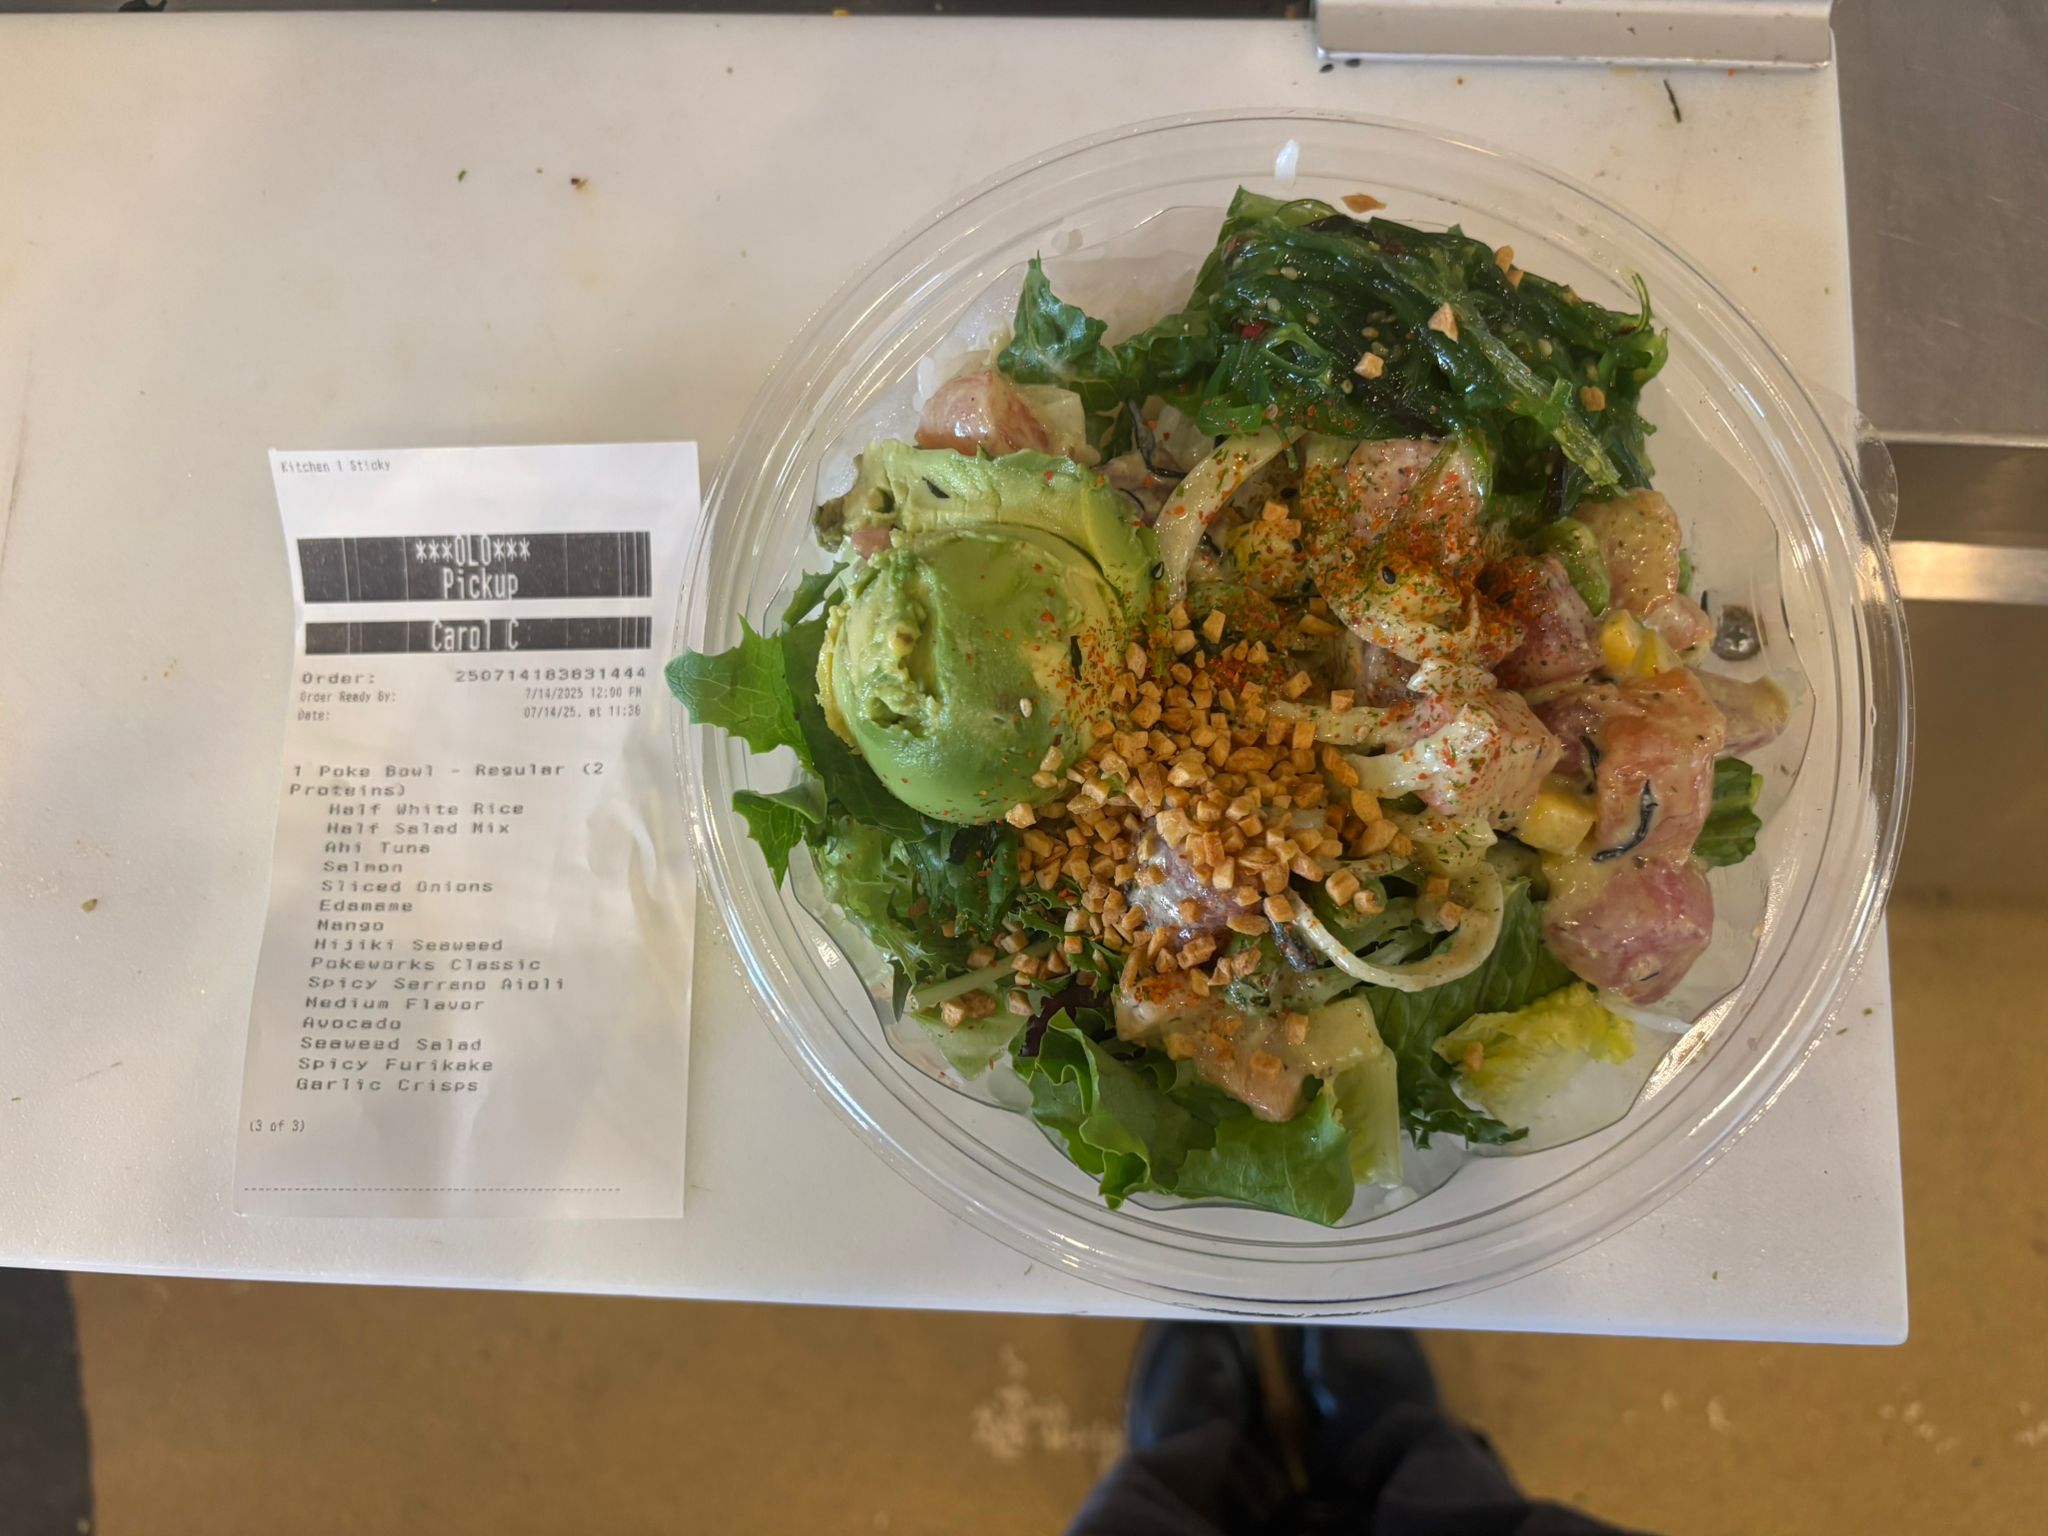 Kitchen 1 Sticky
***OLO***
Pickup
Carol C
Order: 250714183831444
Order Ready By: 7/14/2025 12:00 PM
Date: 07/14/25, at 11:38
1 Poke Bowl - Regular (2
Proteins)
Half White Rice
Half Salad Mix
Ahi Tuna
Salmon
Sliced Onions
Edamame
Mango
Hijiki Seaweed
Pokeworks Classic
Spicy Serrano Aioli
Medium Flavor
Avocado
Seaweed Salad
Spicy Furikake
Garlic Crisps
(3 of 3)